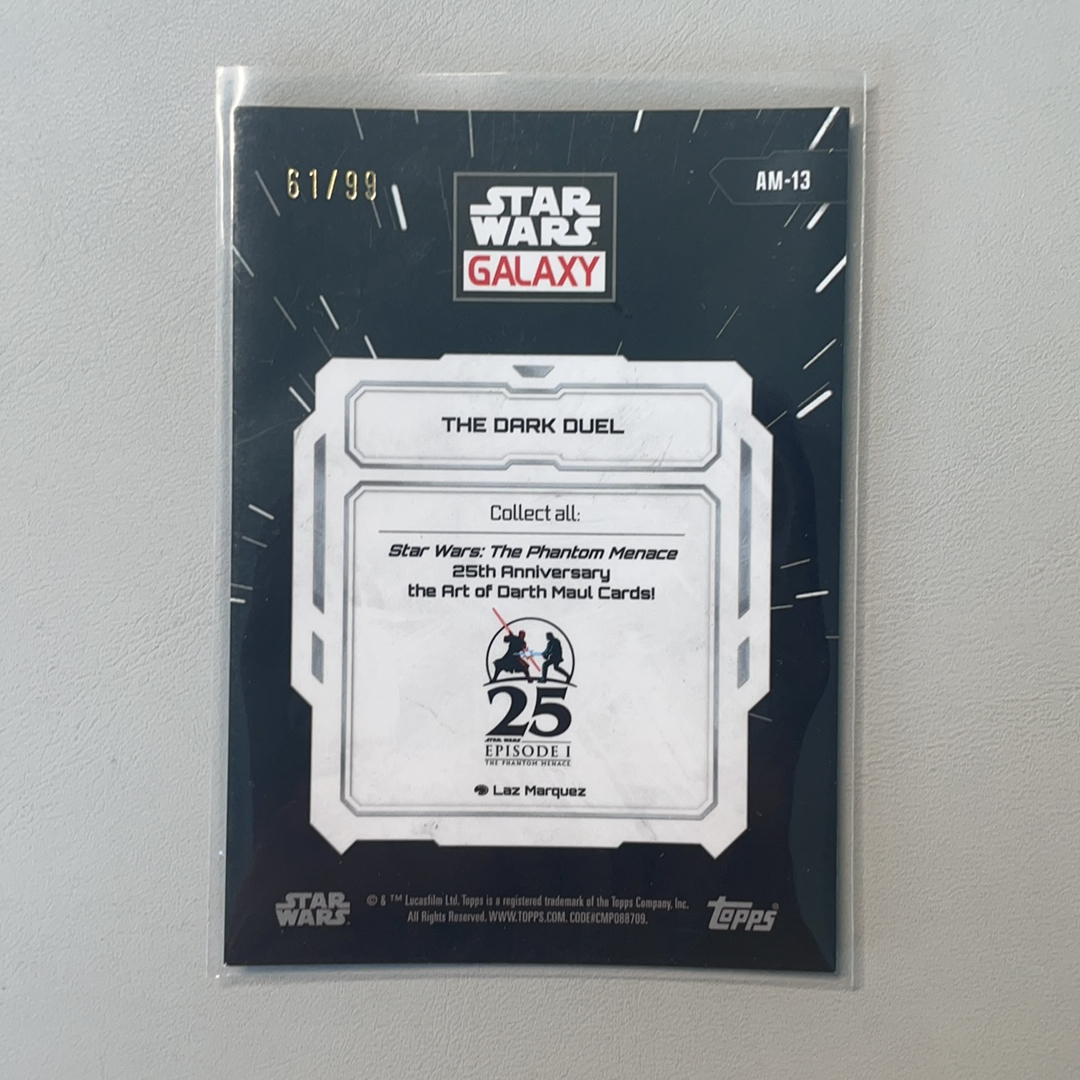 61/99
AM-13
STAR
WARS
GALAXY
THE DARK DUEL
Collect all:
Star Wars: The Phantom Menace
25th Anniversary
the Art of Darth Maul Cards!
25
STAR WARS
EPISODE I
THE PHANTOM MENACE
Laz Marquez
STAR
WARS
© & ™ Lucasfilm Ltd. Topps is a registered trademark of the Topps Company, Inc.
All Rights Reserved. WWW.TOPPS.COM. CODE#CMP088709.
topps®